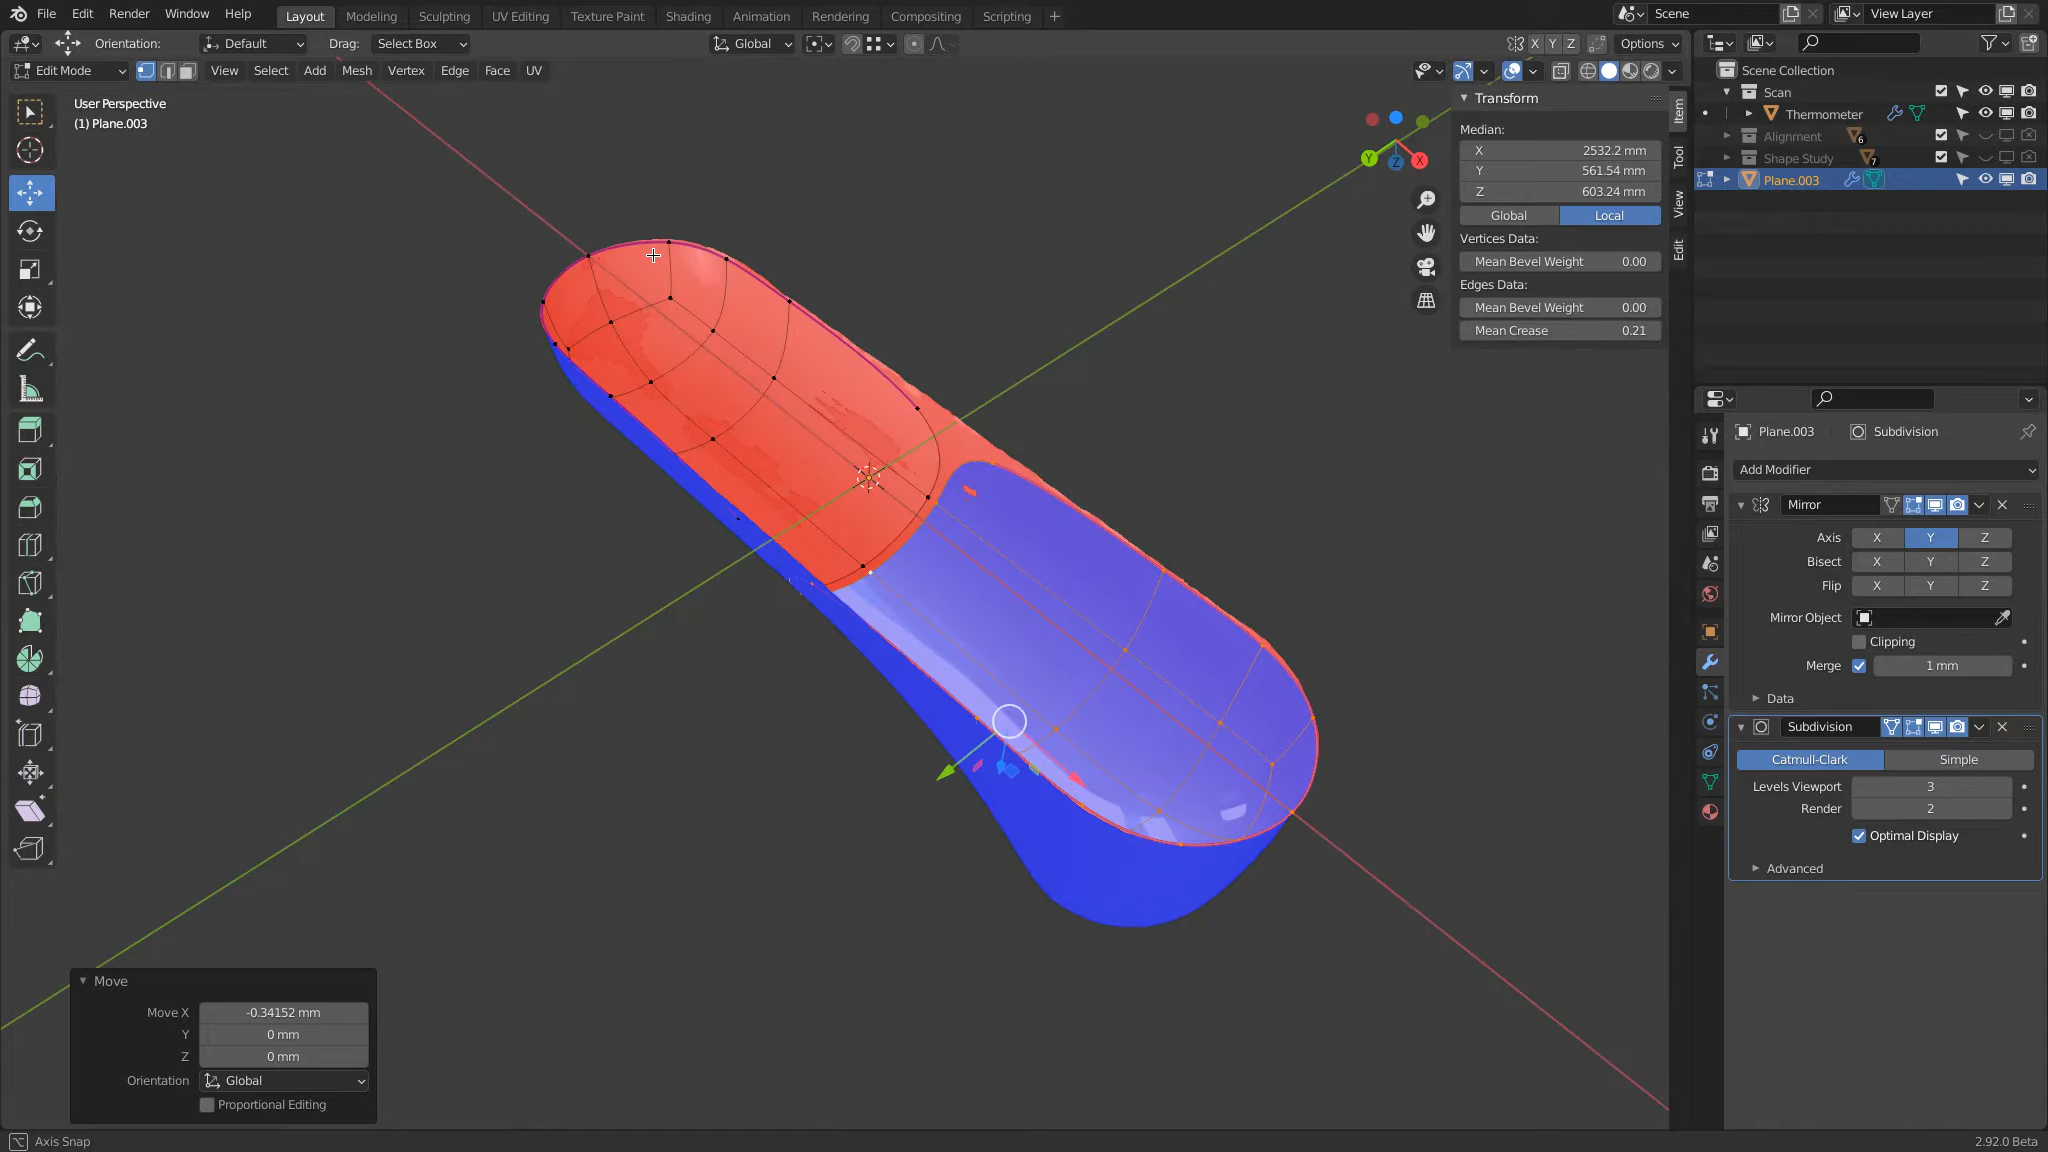 File Edit Render Window Help Layout Modeling Sculpting UV Editing Texture Paint Shading Animation Rendering Compositing Scripting + Scene View Layer
Orientation: Default Drag: Select Box Global X Y Z Options
Edit Mode View Select Add Mesh Vertex Edge Face UV
User Perspective
(1) Plane.003
Y Z X
Transform
Median:
X 2532.2 mm
Y 561.54 mm
Z 603.24 mm
Global Local
Vertices Data:
Mean Bevel Weight 0.00
Edges Data:
Mean Bevel Weight 0.00
Mean Crease 0.21
Item
Tool
View
Edit
Scene Collection
Scan
Thermometer
Alignment 6
Shape Study 7
Plane.003
Plane.003 Subdivision
Add Modifier
Mirror
Axis X Y Z
Bisect X Y Z
Flip X Y Z
Mirror Object
Clipping
Merge 1 mm
Data
Subdivision
Catmull-Clark Simple
Levels Viewport 3
Render 2
Optimal Display
Advanced
Move
Move X -0.34152 mm
Y 0 mm
Z 0 mm
Orientation Global
Proportional Editing
Axis Snap 2.92.0 Beta